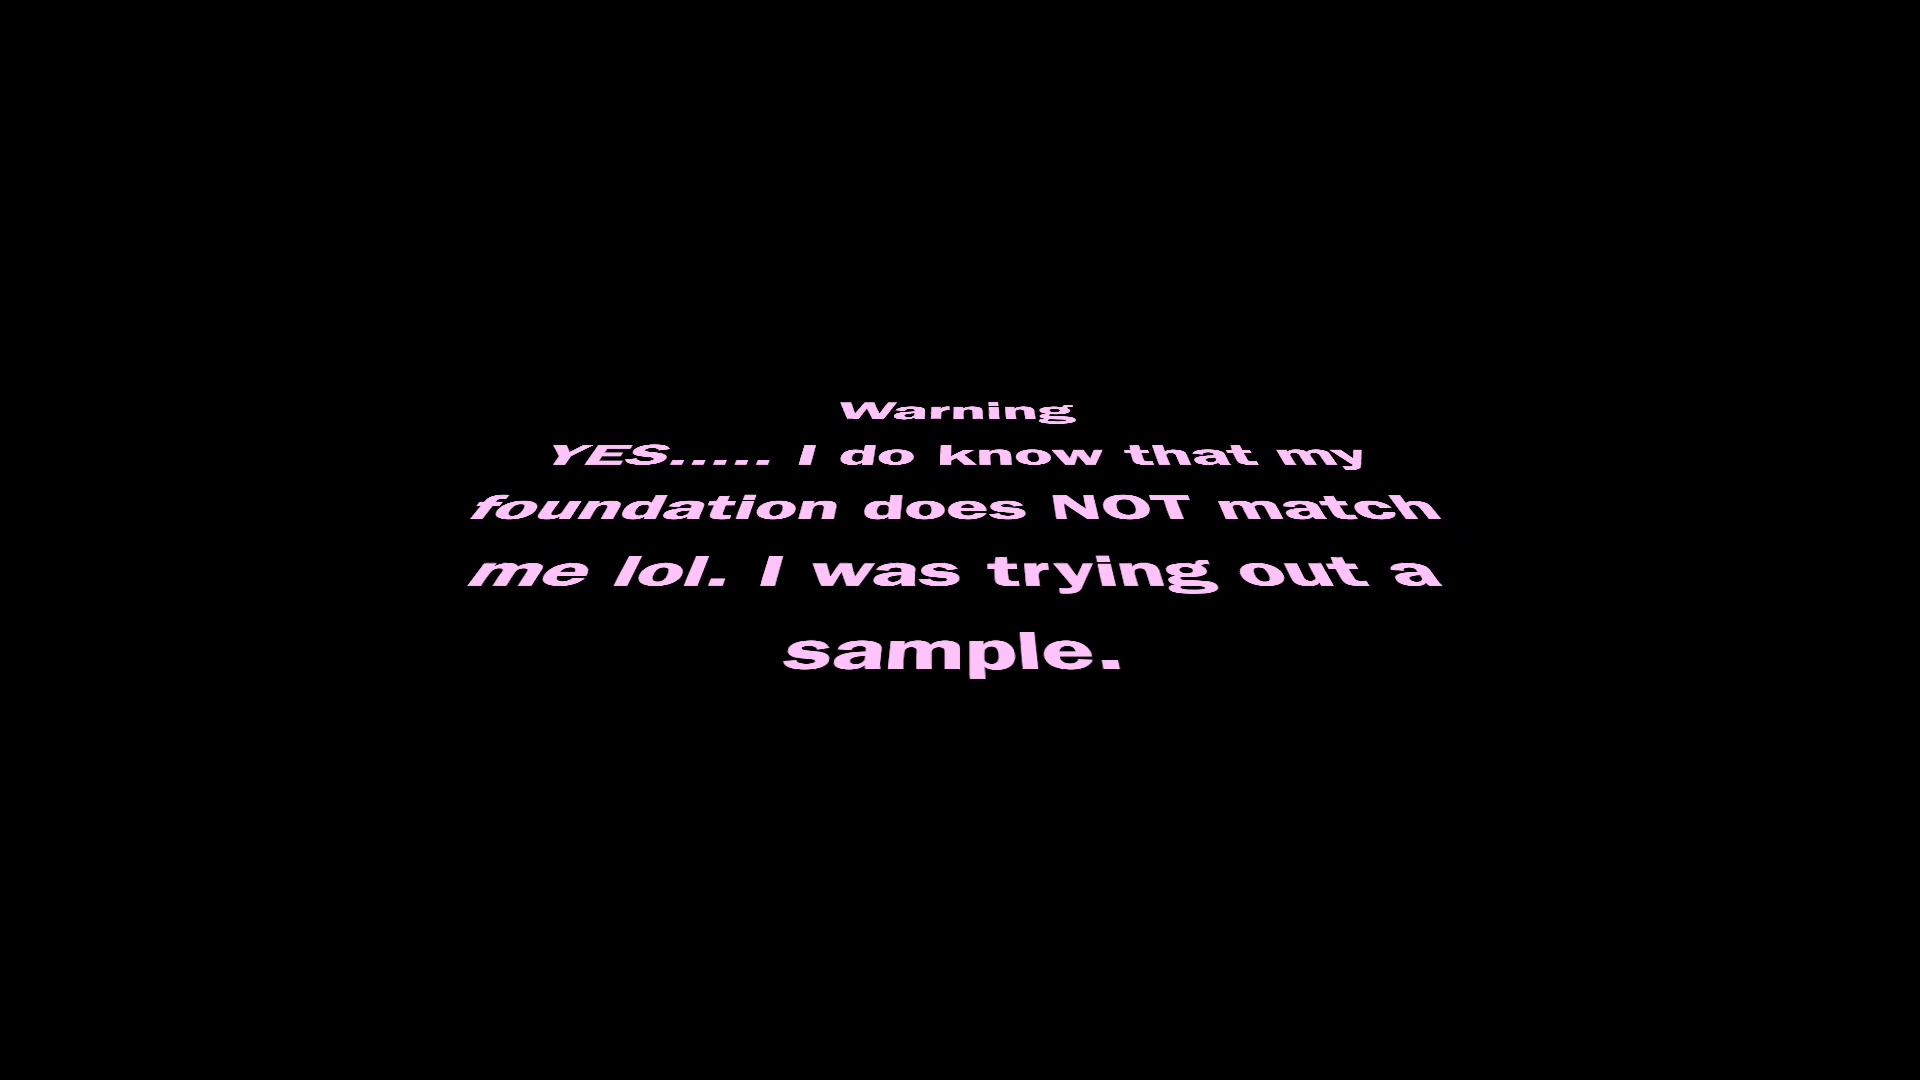 Warning
YES..... I do know that my
foundation does NOT match
me lol. I was trying out a
sample.